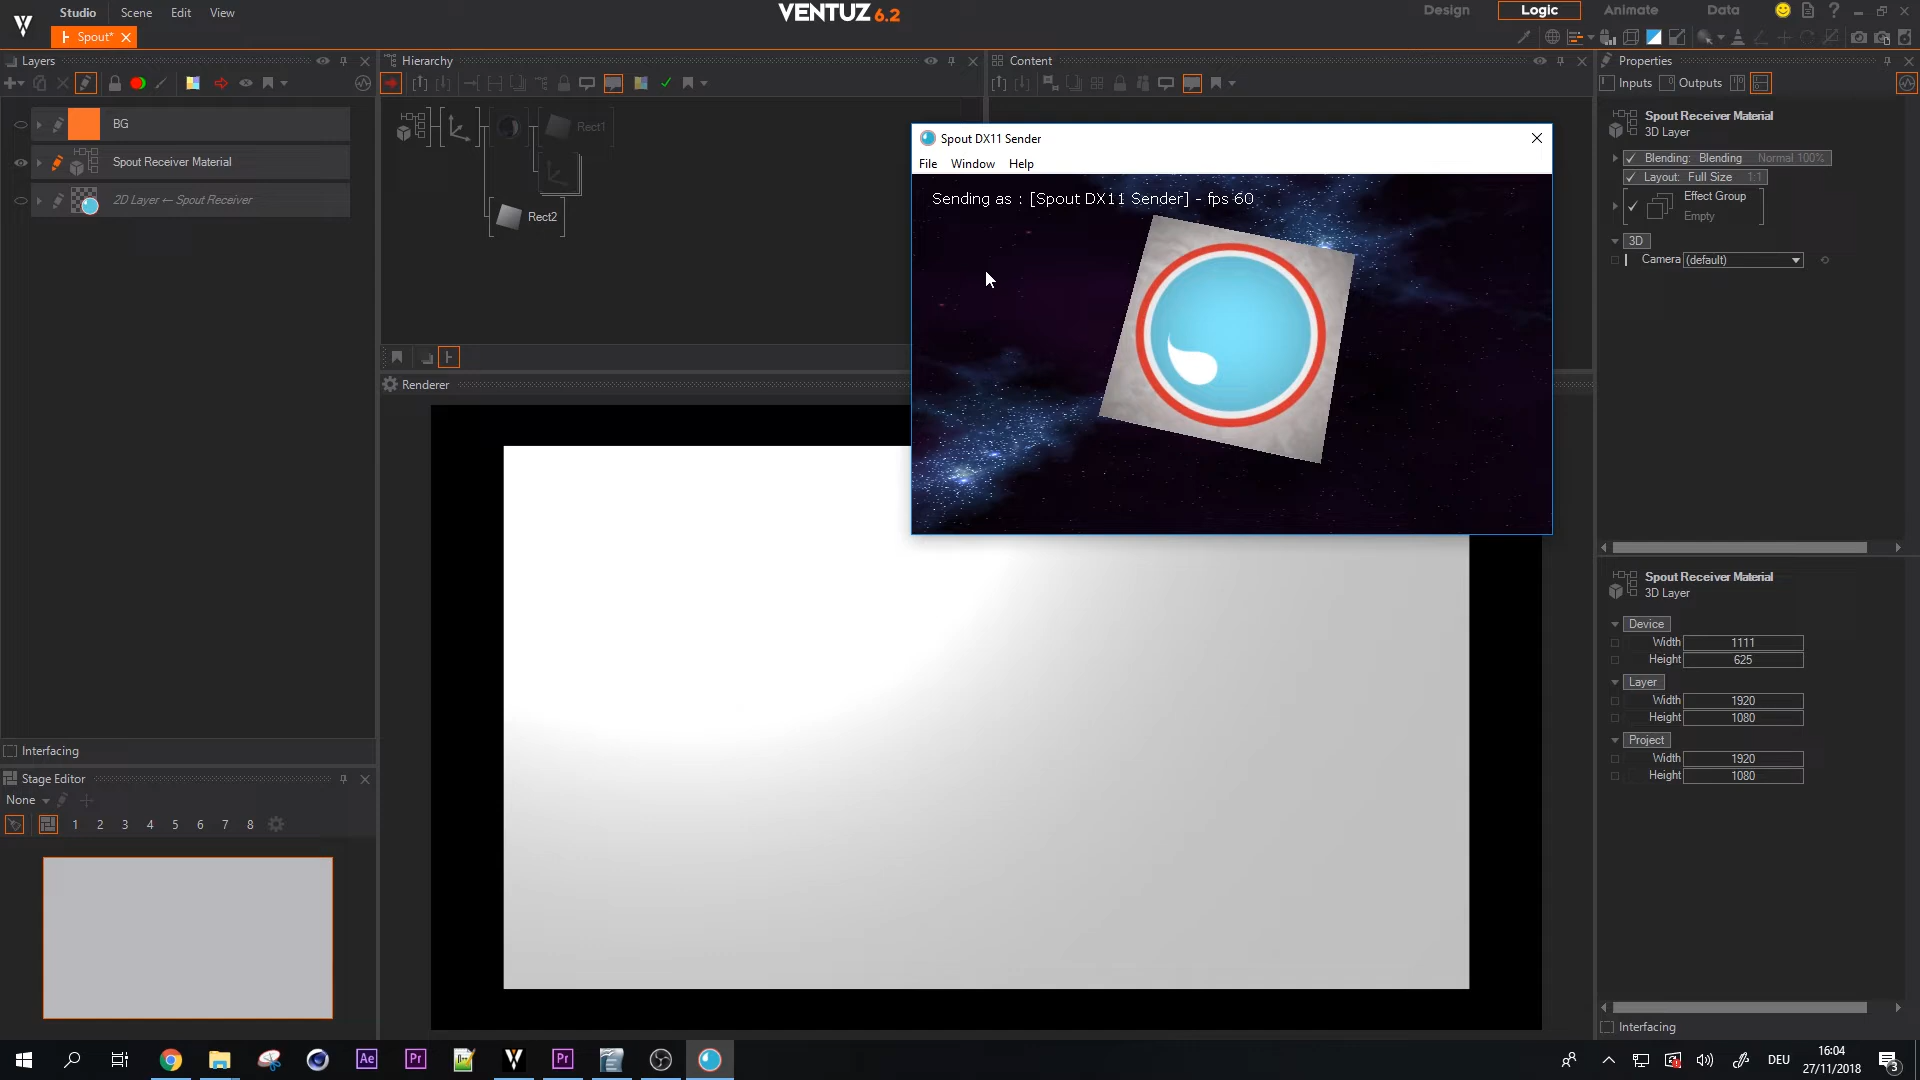 Studio Scene Edit View
VENTUZ 6.2
Design Logic Animate Data
Spout*
Layers
Hierarchy
Content
Properties
Inputs Outputs
BG
Spout Receiver Material
2D Layer ← Spout Receiver
Rect1
Rect2
Spout DX11 Sender
File Window Help
Sending as : [Spout DX11 Sender] - fps 60
Renderer
Spout Receiver Material
3D Layer
Blending: Blending Normal 100%
Layout: Full Size 1:1
Effect Group
Empty
3D
Camera (default)
Spout Receiver Material
3D Layer
Device
Width 1111
Height 625
Layer
Width 1920
Height 1080
Project
Width 1920
Height 1080
Interfacing
Interfacing
Stage Editor
None
1 2 3 4 5 6 7 8
Ae Pr Pr
DEU
16:04
27/11/2018
3